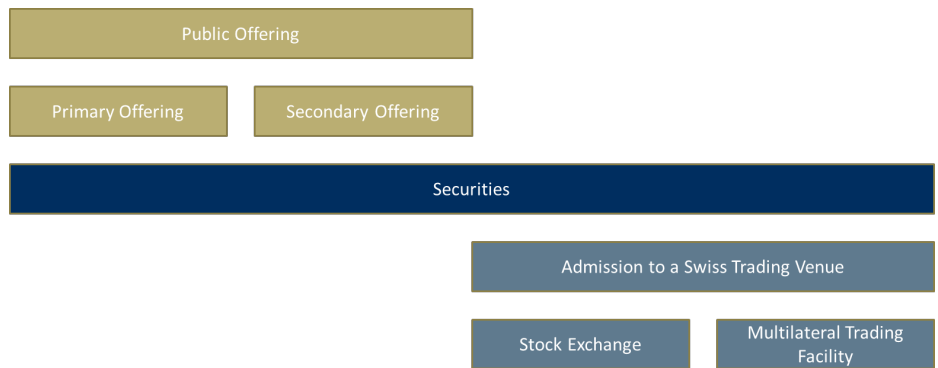 Public Offering
Primary Offering
Secondary Offering
Securities
Admission to a Swiss Trading Venue
Stock Exchange
Multilateral Trading
Facility